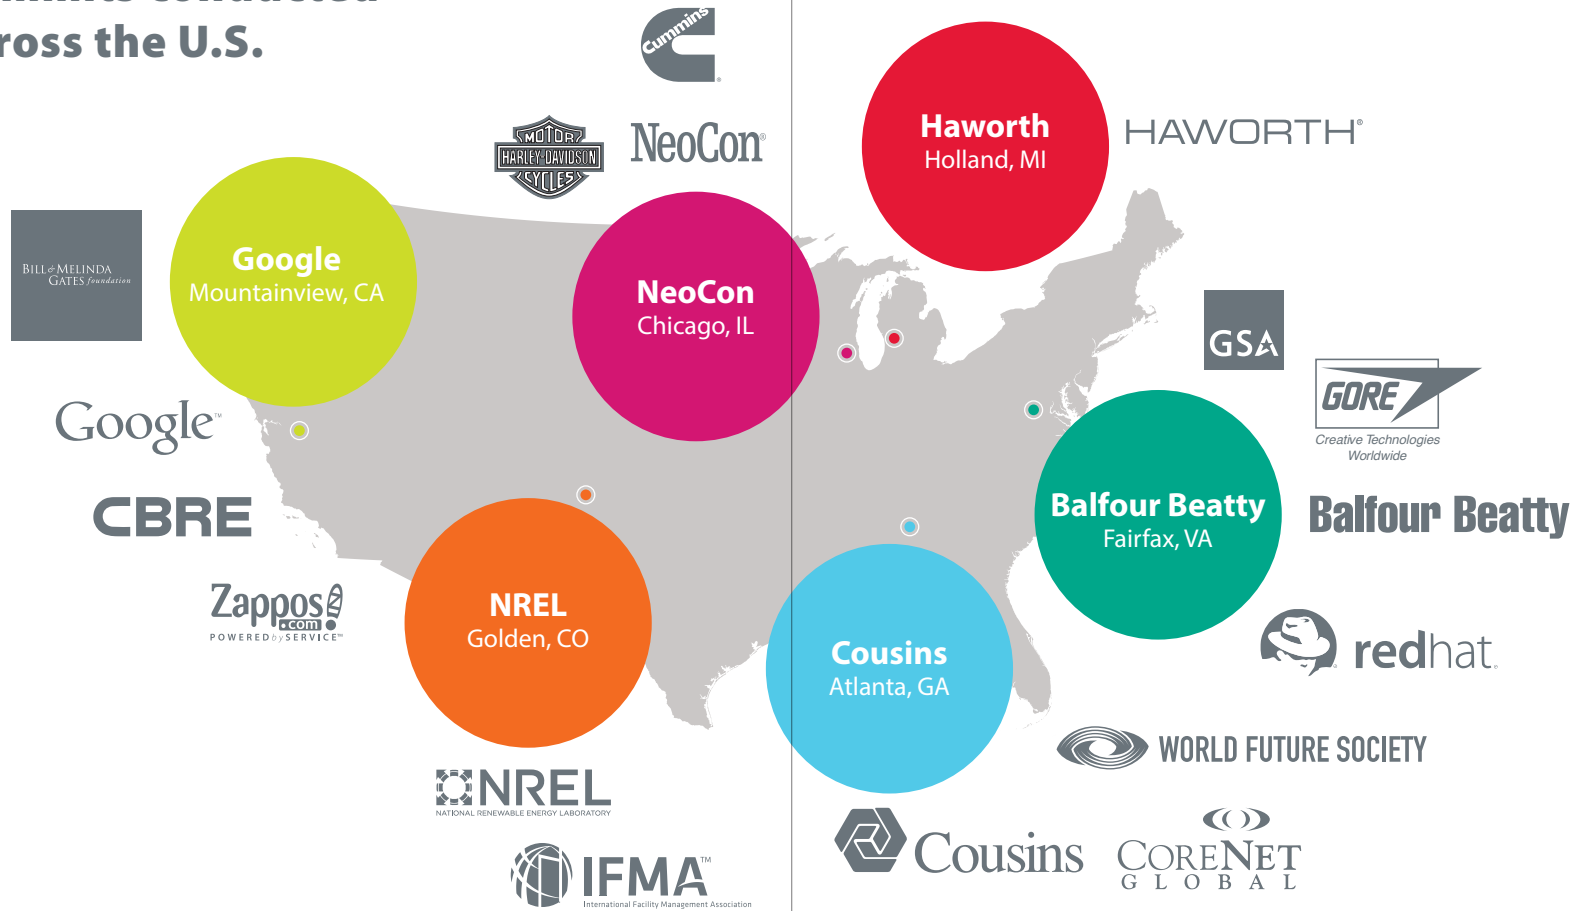 ross the U.S.
Cummins
®
MOTOR
HARLEY-DAVIDSON
CYCLES
NeoCon®
Haworth
Holland, MI
HAWORTH®
BILL & MELINDA
GATES foundation
Google
Mountainview, CA
NeoCon
Chicago, IL
GSA
GORE
Creative Technologies
Worldwide
Google™
CBRE
Balfour Beatty
Fairfax, VA
Balfour Beatty
Zappos!
.com
POWERED by SERVICE™
NREL
Golden, CO
Cousins
Atlanta, GA
redhat.
WORLD FUTURE SOCIETY
NREL
NATIONAL RENEWABLE ENERGY LABORATORY
IFMA™
International Facility Management Association
Cousins
CORENET
GLOBAL